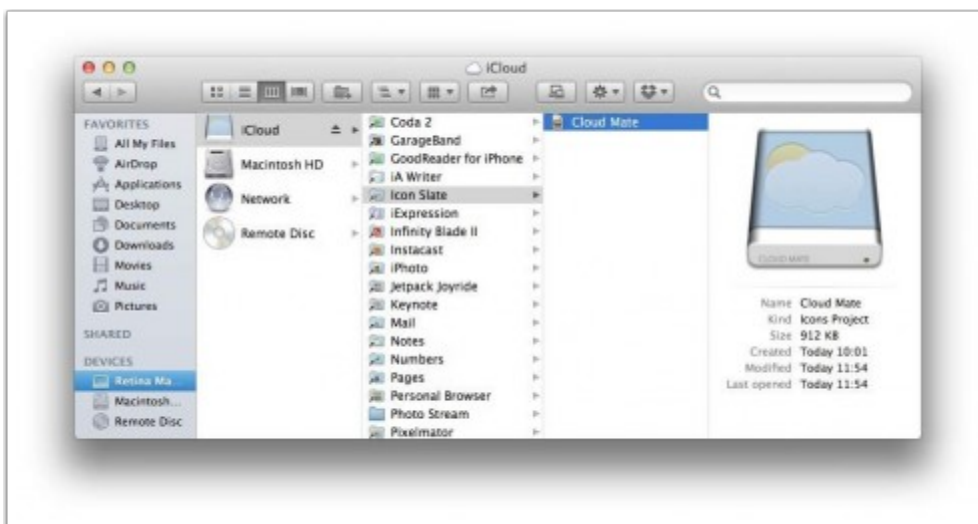 iCloud
FAVORITES
All My Files
AirDrop
Applications
Desktop
Documents
Downloads
Movies
Music
Pictures
SHARED
DEVICES
Retina Ma...
Macintosh...
Remote Disc
iCloud
Macintosh HD
Network
Remote Disc
Coda 2
GarageBand
GoodReader for iPhone
iA Writer
Icon Slate
iExpression
Infinity Blade II
Instacast
iPhoto
Jetpack Joyride
Keynote
Mail
Notes
Numbers
Pages
Personal Browser
Photo Stream
Pixelmator
Cloud Mate
CLOUD MATE
Name Cloud Mate
Kind Icons Project
Size 912 KB
Created Today 10:01
Modified Today 11:54
Last opened Today 11:54